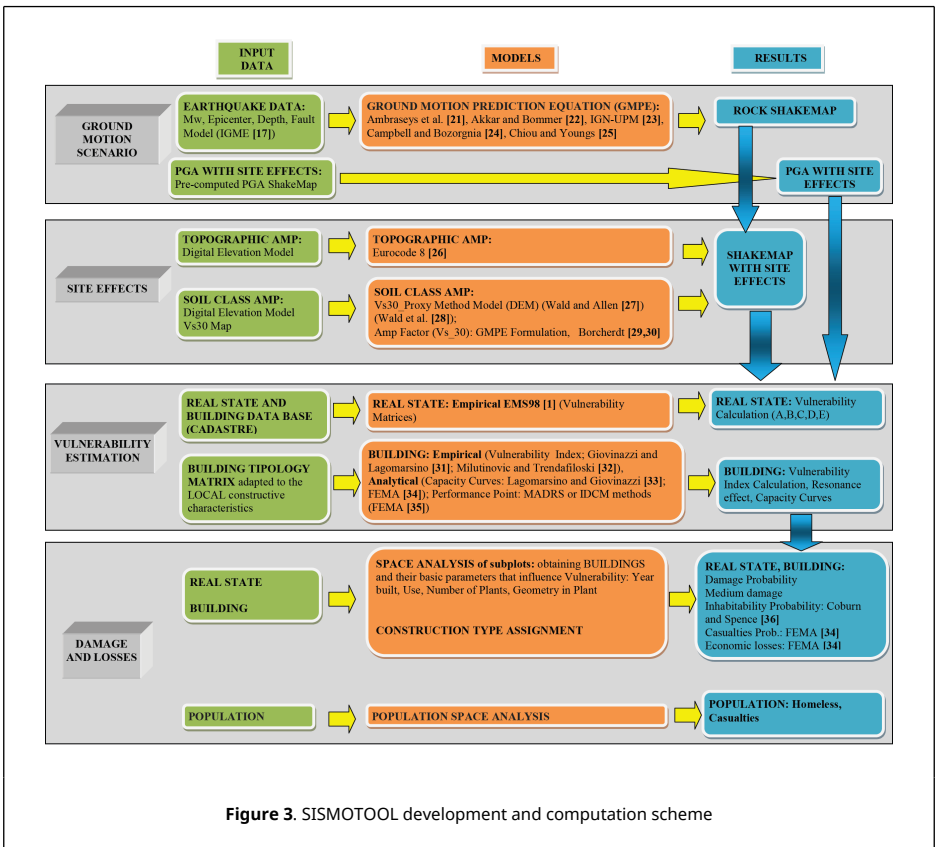 INPUT
DATA
MODELS
RESULTS
GROUND
MOTION
SCENARIO
EARTHQUAKE DATA:
Mw, Epicenter, Depth, Fault
Model (IGME [17])
GROUND MOTION PREDICTION EQUATION (GMPE):
Ambraseys et al. [21], Akkar and Bommer [22], IGN-UPM [23],
Campbell and Bozorgnia [24], Chiou and Youngs [25]
ROCK SHAKEMAP
PGA WITH SITE EFFECTS:
Pre-computed PGA ShakeMap
PGA WITH SITE
EFFECTS
SITE EFFECTS
TOPOGRAPHIC AMP:
Digital Elevation Model
TOPOGRAPHIC AMP:
Eurocode 8 [26]
SHAKEMAP
WITH SITE
EFFECTS
SOIL CLASS AMP:
Digital Elevation Model
Vs30 Map
SOIL CLASS AMP:
Vs30_Proxy Method Model (DEM) (Wald and Allen [27])
(Wald et al. [28]);
Amp Factor (Vs_30): GMPE Formulation, Borcherdt [29,30]
VULNERABILITY
ESTIMATION
REAL STATE AND
BUILDING DATA BASE
(CADASTRE)
REAL STATE: Empirical EMS98 [1] (Vulnerability
Matrices)
REAL STATE: Vulnerability
Calculation (A,B,C,D,E)
BUILDING TIPOLOGY
MATRIX adapted to the
LOCAL constructive
characteristics
BUILDING: Empirical (Vulnerability Index; Giovinazzi and
Lagomarsino [31]; Milutinovic and Trendafiloski [32]),
Analytical (Capacity Curves: Lagomarsino and Giovinazzi [33];
FEMA [34]); Performance Point: MADRS or IDCM methods
(FEMA [35])
BUILDING: Vulnerability
Index Calculation, Resonance
effect, Capacity Curves
DAMAGE
AND LOSSES
REAL STATE
BUILDING
SPACE ANALYSIS of subplots: obtaining BUILDINGS
and their basic parameters that influence Vulnerability: Year
built, Use, Number of Plants, Geometry in Plant
CONSTRUCTION TYPE ASSIGNMENT
REAL STATE, BUILDING:
Damage Probability
Medium damage
Inhabitability Probability: Coburn
and Spence [36]
Casualties Prob.: FEMA [34]
Economic losses: FEMA [34]
POPULATION
POPULATION SPACE ANALYSIS
POPULATION: Homeless,
Casualties
Figure 3. SISMOTOOL development and computation scheme